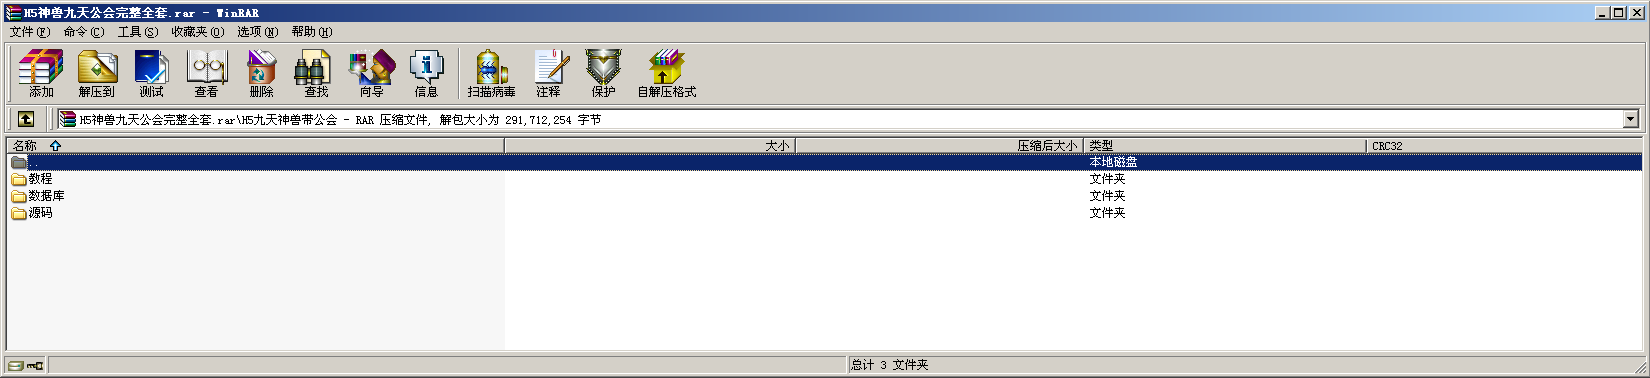 H5神兽九天公会完整全套.rar - WinRAR
文件(F) 命令(C) 工具(S) 收藏夹(O) 选项(N) 帮助(H)
添加 解压到 测试 查看 删除 查找 向导 信息 扫描病毒 注释 保护 自解压格式
H5神兽九天公会完整全套.rar\H5九天神兽带公会 - RAR 压缩文件, 解包大小为 291,712,254 字节
名称 大小 压缩后大小 类型 CRC32
.. 本地磁盘
教程 文件夹
数据库 文件夹
源码 文件夹
总计 3 文件夹